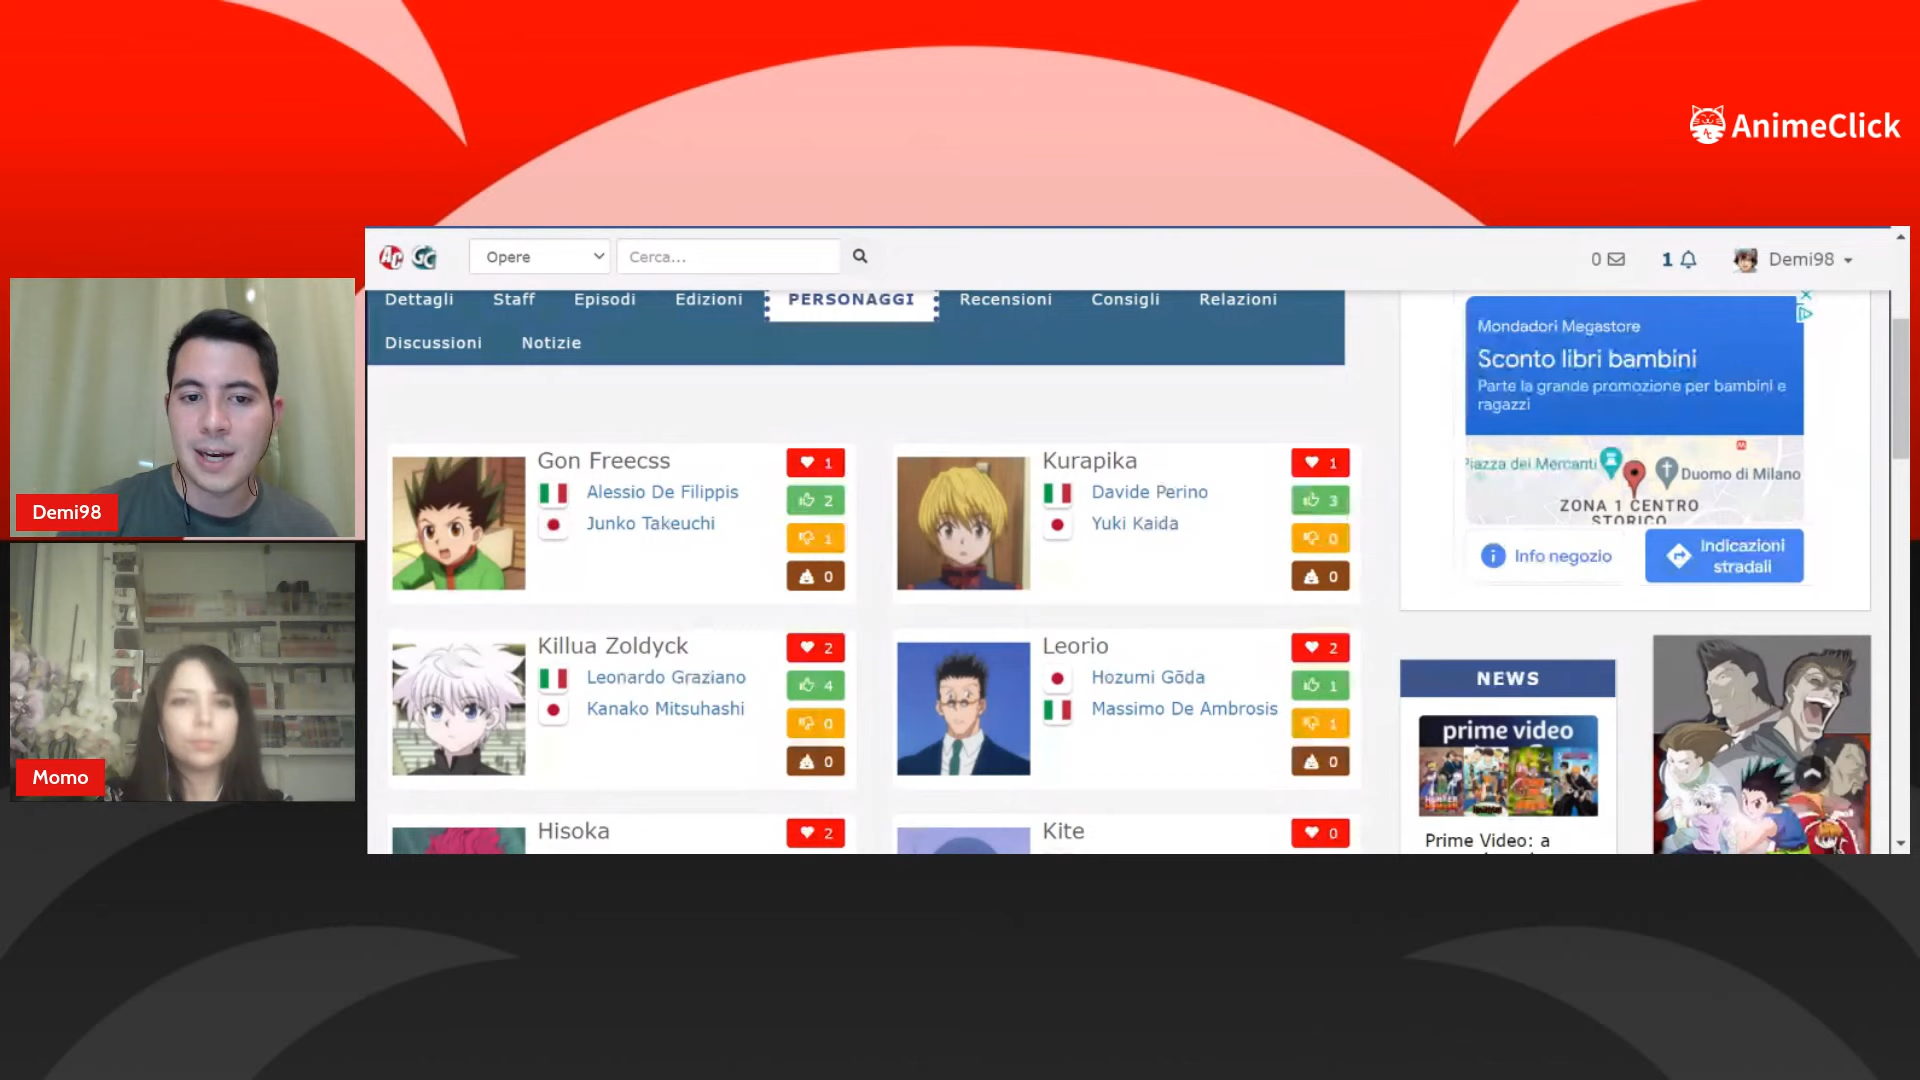 AnimeClick
AC GC
Opere
Cerca...
0
1
Demi98
Dettagli
Staff
Episodi
Edizioni
PERSONAGGI
Recensioni
Consigli
Relazioni
Discussioni
Notizie
Demi98
Momo
Gon Freecss
Alessio De Filippis
Junko Takeuchi
1
2
1
0
Kurapika
Davide Perino
Yuki Kaida
1
3
0
0
Killua Zoldyck
Leonardo Graziano
Kanako Mitsuhashi
2
4
0
0
Leorio
Hozumi Gōda
Massimo De Ambrosis
2
1
1
0
Hisoka
2
Kite
0
Mondadori Megastore
Sconto libri bambini
Parte la grande promozione per bambini e
ragazzi
Piazza dei Mercanti
Duomo di Milano
ZONA 1 CENTRO
STORICO
Info negozio
Indicazioni
stradali
NEWS
prime video
Prime Video: a